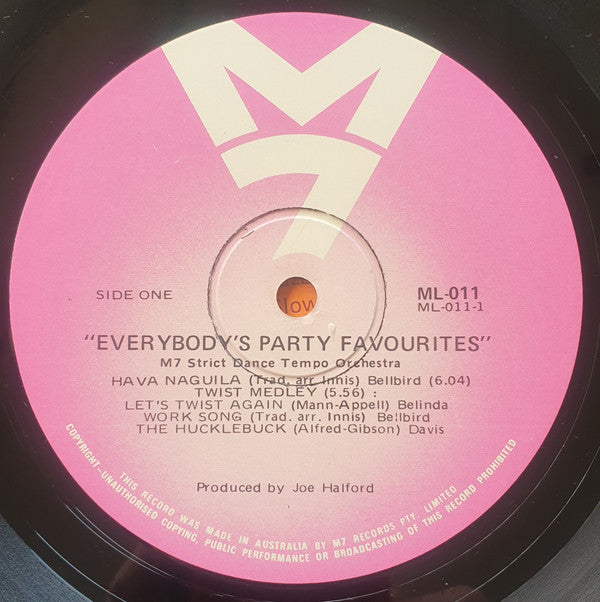 M
7
SIDE ONE
ML-011
ML-011-1
"EVERYBODY'S PARTY FAVOURITES"
M7 Strict Dance Tempo Orchestra
HAVA NAGUILA (Trad. arr. Innis) Bellbird (6.04)
TWIST MEDLEY (5.56) :
LET'S TWIST AGAIN (Mann-Appell) Belinda
WORK SONG (Trad. arr. Innis) Bellbird
THE HUCKLEBUCK (Alfred-Gibson) Davis
Produced by Joe Halford
THIS RECORD WAS MADE IN AUSTRALIA BY M7 RECORDS PTY. LIMITED
COPYRIGHT-UNAUTHORISED COPYING, PUBLIC PERFORMANCE OR BROADCASTING OF THIS RECORD PROHIBITED